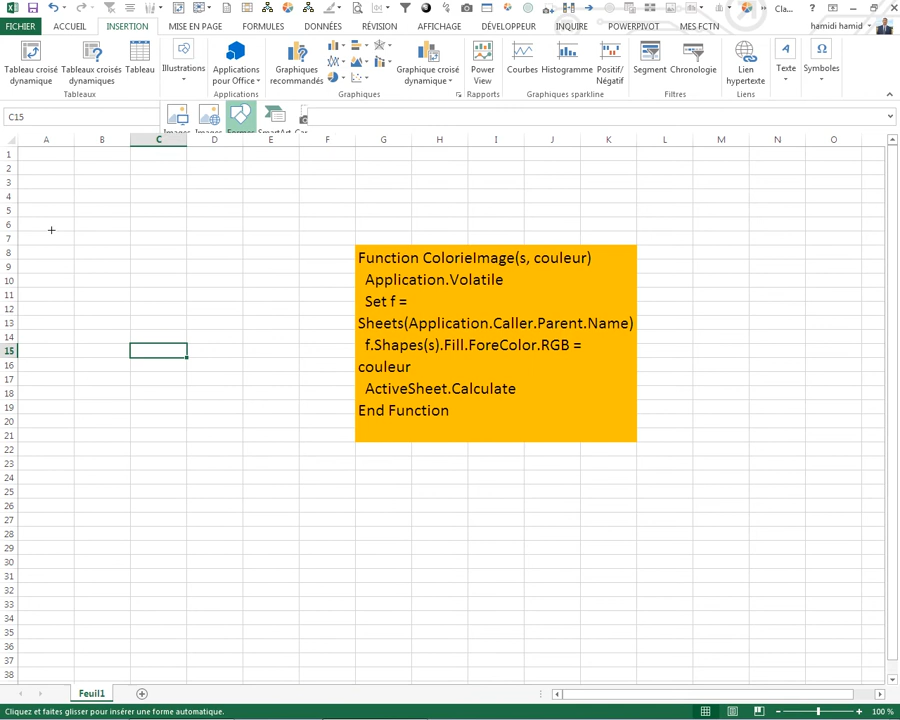 Cla...
FICHIER ACCUEIL INSERTION MISE EN PAGE FORMULES DONNÉES RÉVISION AFFICHAGE DÉVELOPPEUR INQUIRE POWERPIVOT MES FCTN hamidi hamid
Tableau croisé dynamique
Tableaux croisés dynamiques
Tableau
Tableaux
Illustrations
Applications pour Office
Applications
Graphiques recommandés
Graphique croisé dynamique
Graphiques
Power View
Rapports
Courbes Histogramme Positif/ Négatif
Graphiques sparkline
Segment Chronologie
Filtres
Lien hypertexte
Liens
Texte
Symboles
C15
Images Images Formes SmartArt
A B C D E F G H I J K L M N O
1
2
3
4
5
6
7
8
9
10
11
12
13
14
15
16
17
18
19
20
21
22
23
24
25
26
27
28
29
30
31
32
33
34
35
36
37
38
Function ColorieImage(s, couleur)
Application.Volatile
Set f =
Sheets(Application.Caller.Parent.Name)
f.Shapes(s).Fill.ForeColor.RGB =
couleur
ActiveSheet.Calculate
End Function
Feuil1
Cliquez et faites glisser pour insérer une forme automatique.
100 %